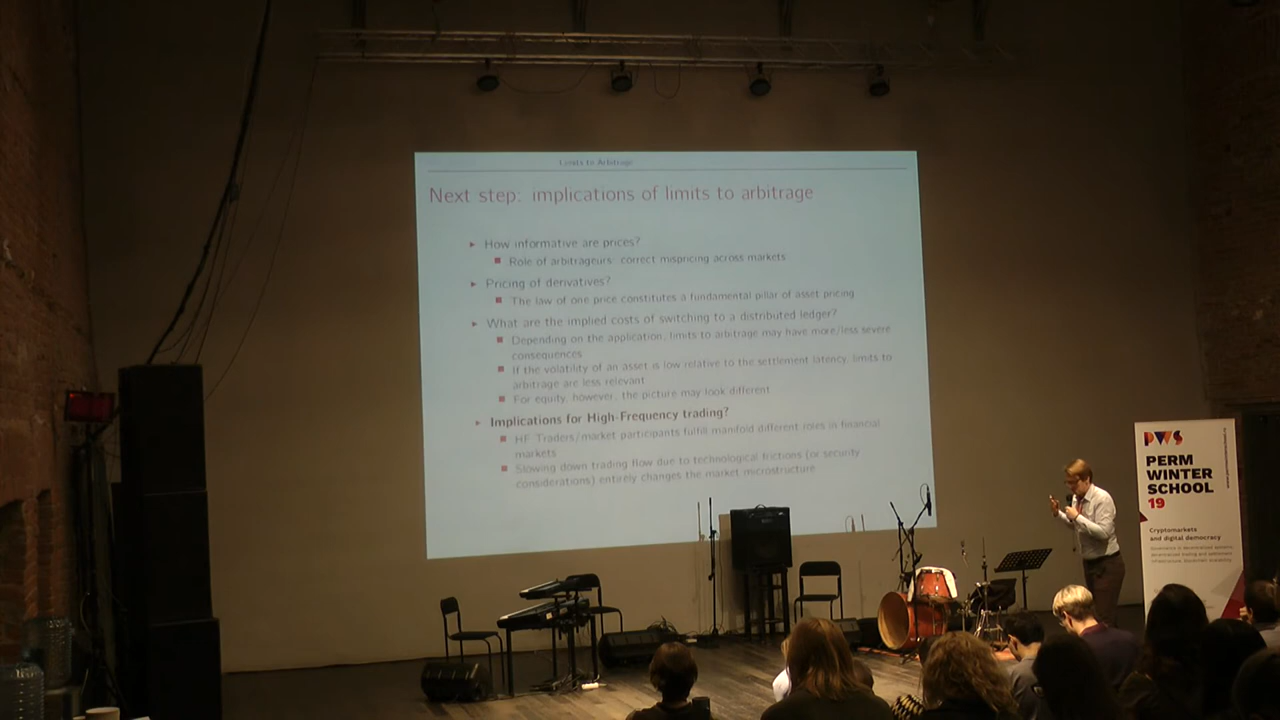 Limits to Arbitrage
Next step: implications of limits to arbitrage
How informative are prices?
Role of arbitrageurs: correct mispricing across markets
Pricing of derivatives?
The law of one price constitutes a fundamental pillar of asset pricing
What are the implied costs of switching to a distributed ledger?
Depending on the application, limits to arbitrage may have more/less severe
consequences
If the volatility of an asset is low relative to the settlement latency, limits to
arbitrage are less relevant
For equity, however, the picture may look different
Implications for High-Frequency trading?
HF Traders/market participants fulfill manifold different roles in financial
markets
Slowing down trading flow due to technological frictions (or security
considerations) entirely changes the market microstructure
PWS
PERM
WINTER
SCHOOL
19
Cryptomarkets
and digital democracy